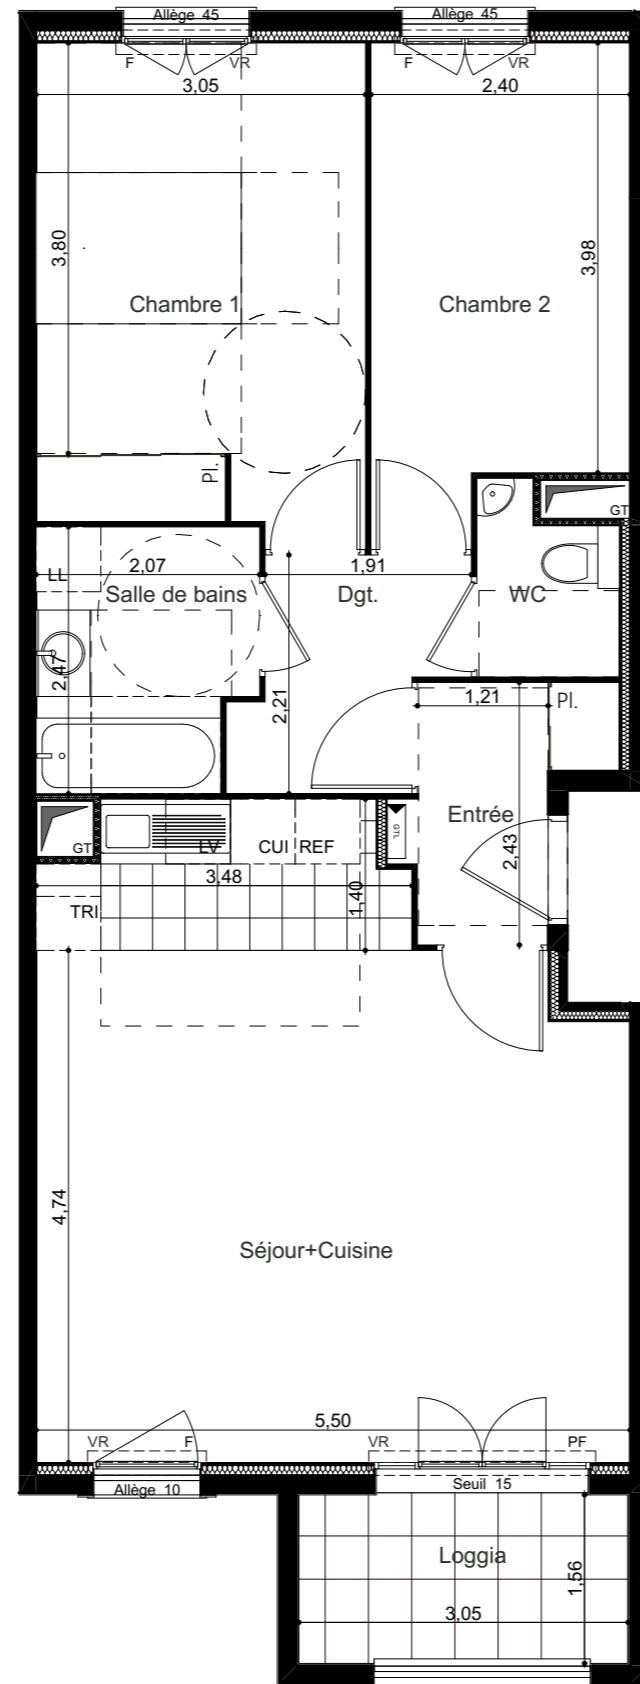 Allège 45
Allège 45
F
VR
F
VR
3,05
2,40
3,80
3,98
Chambre 1
Chambre 2
Pl.
GT
LL
2,07
1,91
Salle de bains
Dgt.
WC
2,47
2,21
1,21
Pl.
Entrée
GTL
GT
LV
CUI
REF
2,43
3,48
1,40
TRI
4,74
Séjour+Cuisine
5,50
VR
F
VR
PF
Allège 10
Seuil 15
Loggia
1,56
3,05